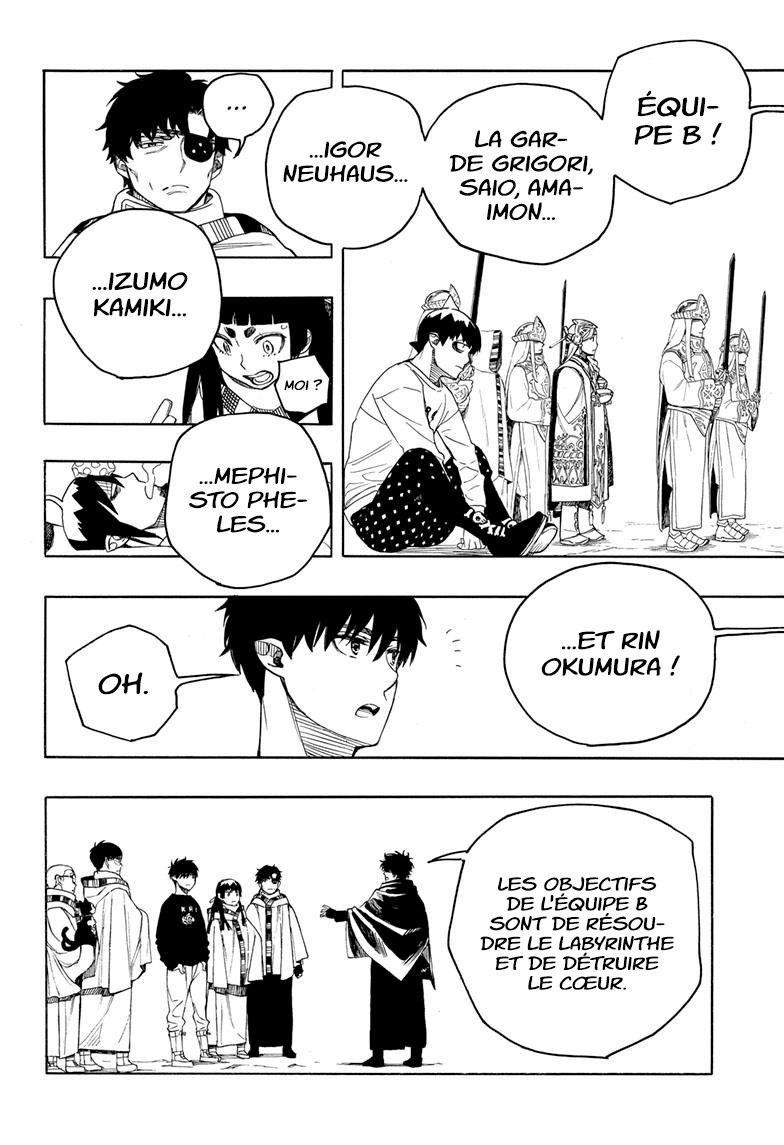 ÉQUI-
PE B !
LA GAR-
DE GRIGORI,
SAIO, AMA-
IMON...
...IGOR
NEUHAUS...
...
...IZUMO
KAMIKI...
MOI ?
...MEPHI-
STO PHE-
LES...
...ET RIN
OKUMURA !
OH.
LES OBJECTIFS
DE L'ÉQUIPE B
SONT DE RÉSOU-
DRE LE LABYRINTHE
ET DE DÉTRUIRE
LE CŒUR.